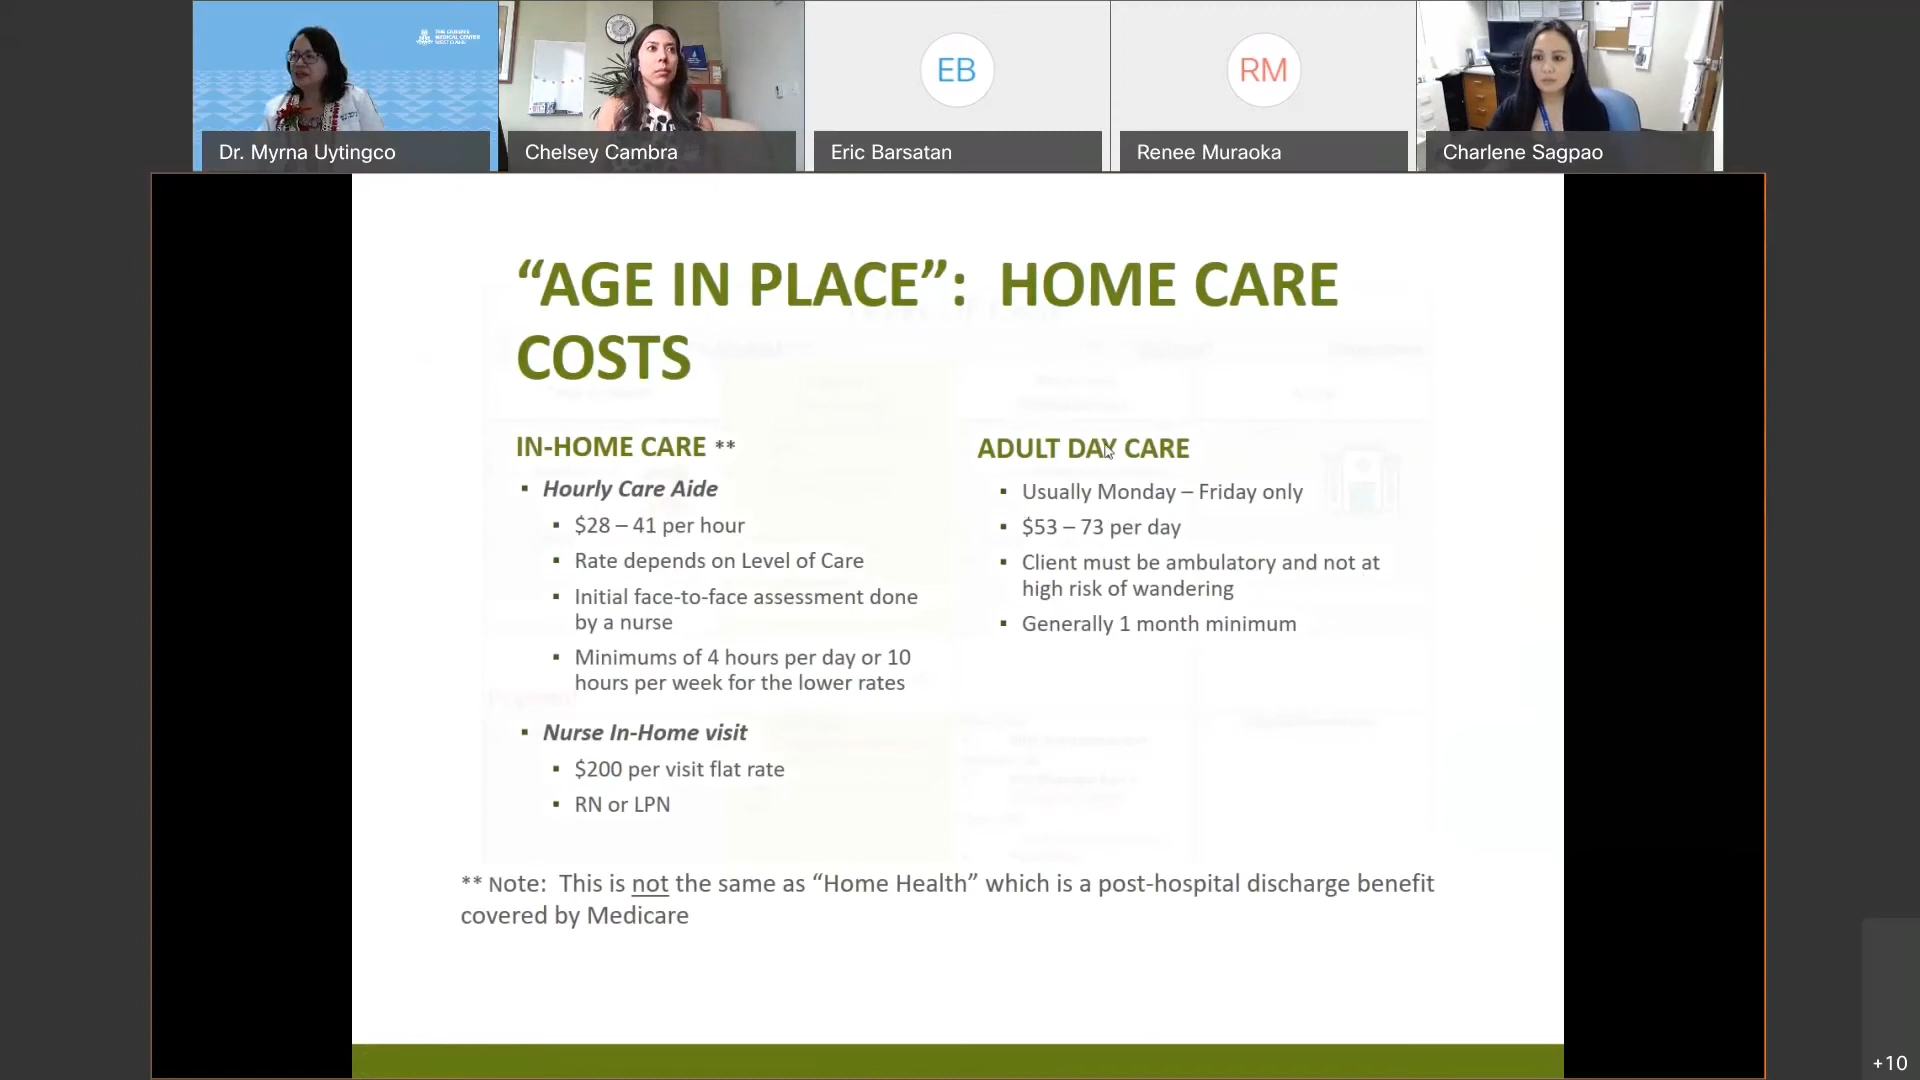 THE QUEEN'S
MEDICAL CENTER
WEST OAHU
Dr. Myrna Uytingco
Chelsey Cambra
EB
Eric Barsatan
RM
Renee Muraoka
Charlene Sagpao
“AGE IN PLACE”:  HOME CARE
COSTS
IN-HOME CARE **
▪ Hourly Care Aide
▪ $28 – 41 per hour
▪ Rate depends on Level of Care
▪ Initial face-to-face assessment done
by a nurse
▪ Minimums of 4 hours per day or 10
hours per week for the lower rates
▪ Nurse In-Home visit
▪ $200 per visit flat rate
▪ RN or LPN
ADULT DAY CARE
▪ Usually Monday – Friday only
▪ $53 – 73 per day
▪ Client must be ambulatory and not at
high risk of wandering
▪ Generally 1 month minimum
** Note:  This is not the same as “Home Health” which is a post-hospital discharge benefit
covered by Medicare
+10